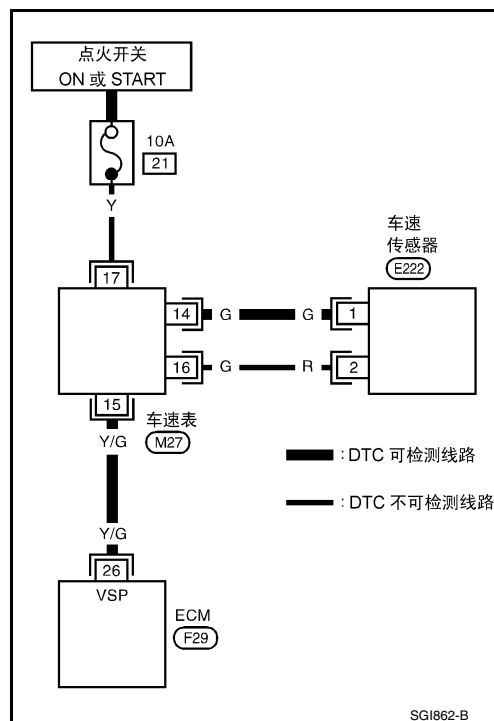 点火开关
ON 或 START
10A
21
Y
17
车速
传感器
E222
14 G G 1
16 G R 2
15
车速表
M27
Y/G
: DTC 可检测线路
: DTC 不可检测线路
Y/G
26
VSP
ECM
F29
SGI862-B